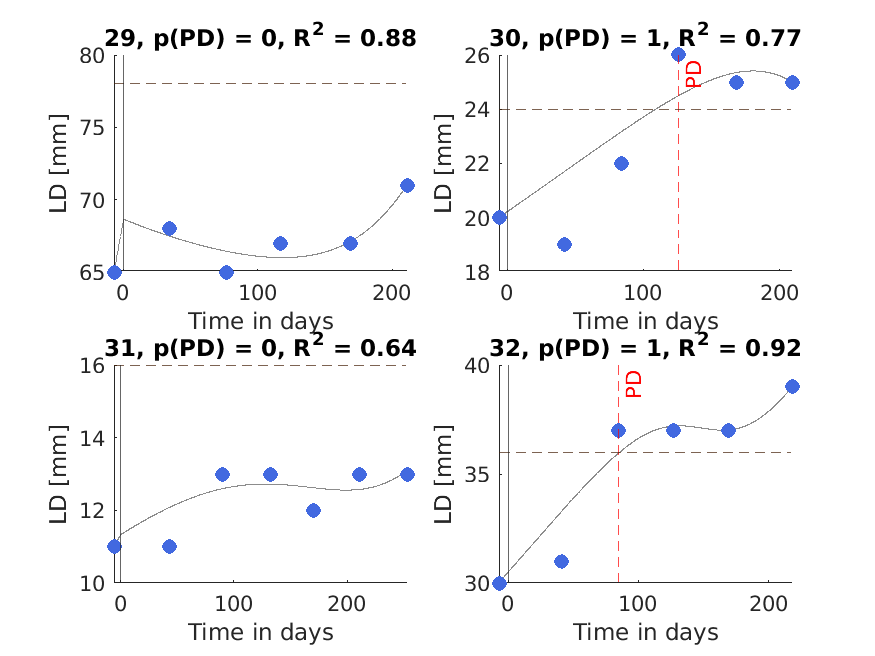 29, p(PD) = 0, R² = 0.88
80
75
70
65
LD [mm]
0 100 200
Time in days
30, p(PD) = 1, R² = 0.77
26
24
22
20
18
LD [mm]
PD
0 100 200
Time in days
31, p(PD) = 0, R² = 0.64
16
14
12
10
LD [mm]
0 100 200
Time in days
32, p(PD) = 1, R² = 0.92
40
35
30
LD [mm]
PD
0 100 200
Time in days